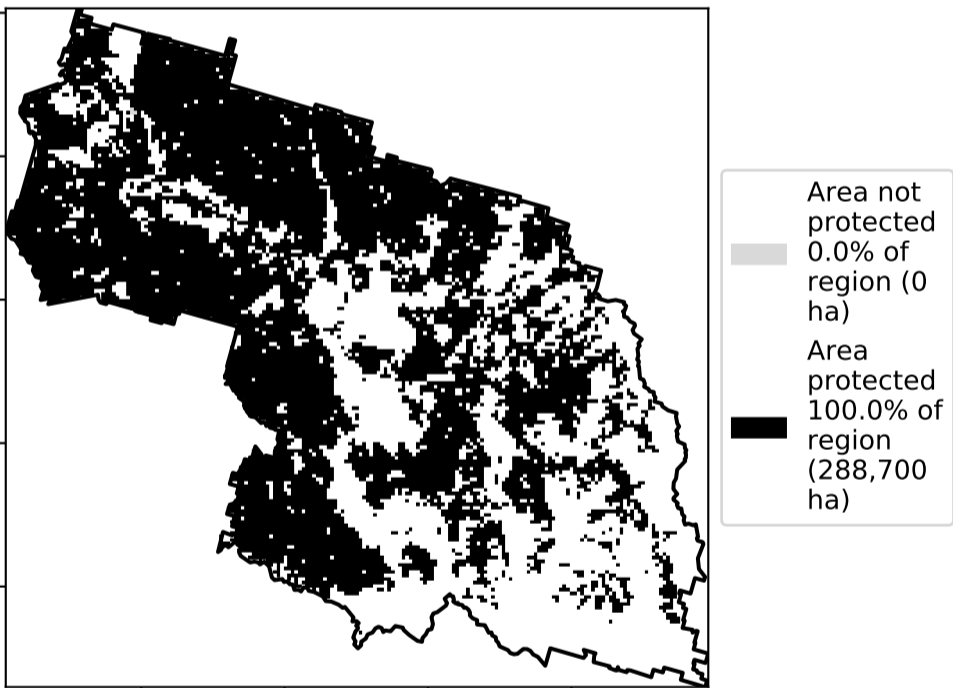 Area not
protected
0.0% of
region (0
ha)
Area
protected
100.0% of
region
(288,700
ha)